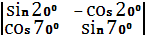 |sin 20⁰ − cos 20⁰|
|cos 70⁰ sin 70⁰|